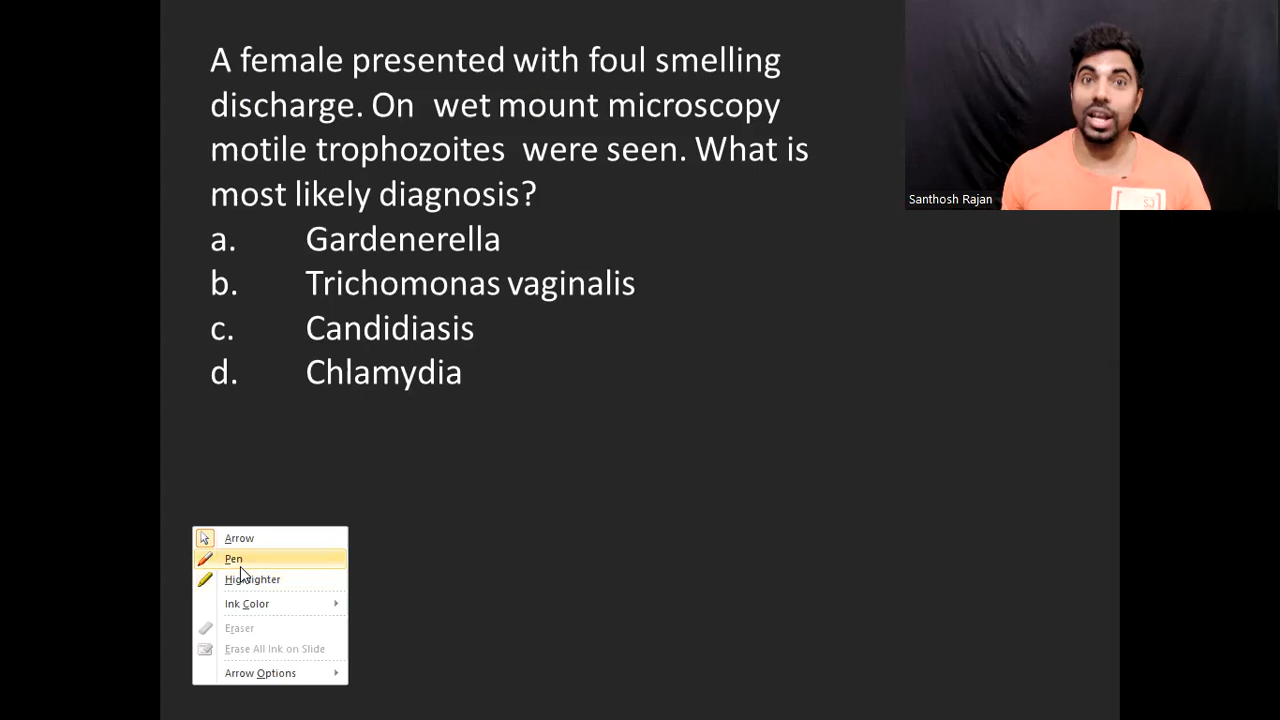 A female presented with foul smelling
discharge. On wet mount microscopy
motile trophozoites were seen. What is
most likely diagnosis?
a. Gardenerella
b. Trichomonas vaginalis
c. Candidiasis
d. Chlamydia
Santhosh Rajan
Arrow
Pen
Highlighter
Ink Color
Eraser
Erase All Ink on Slide
Arrow Options